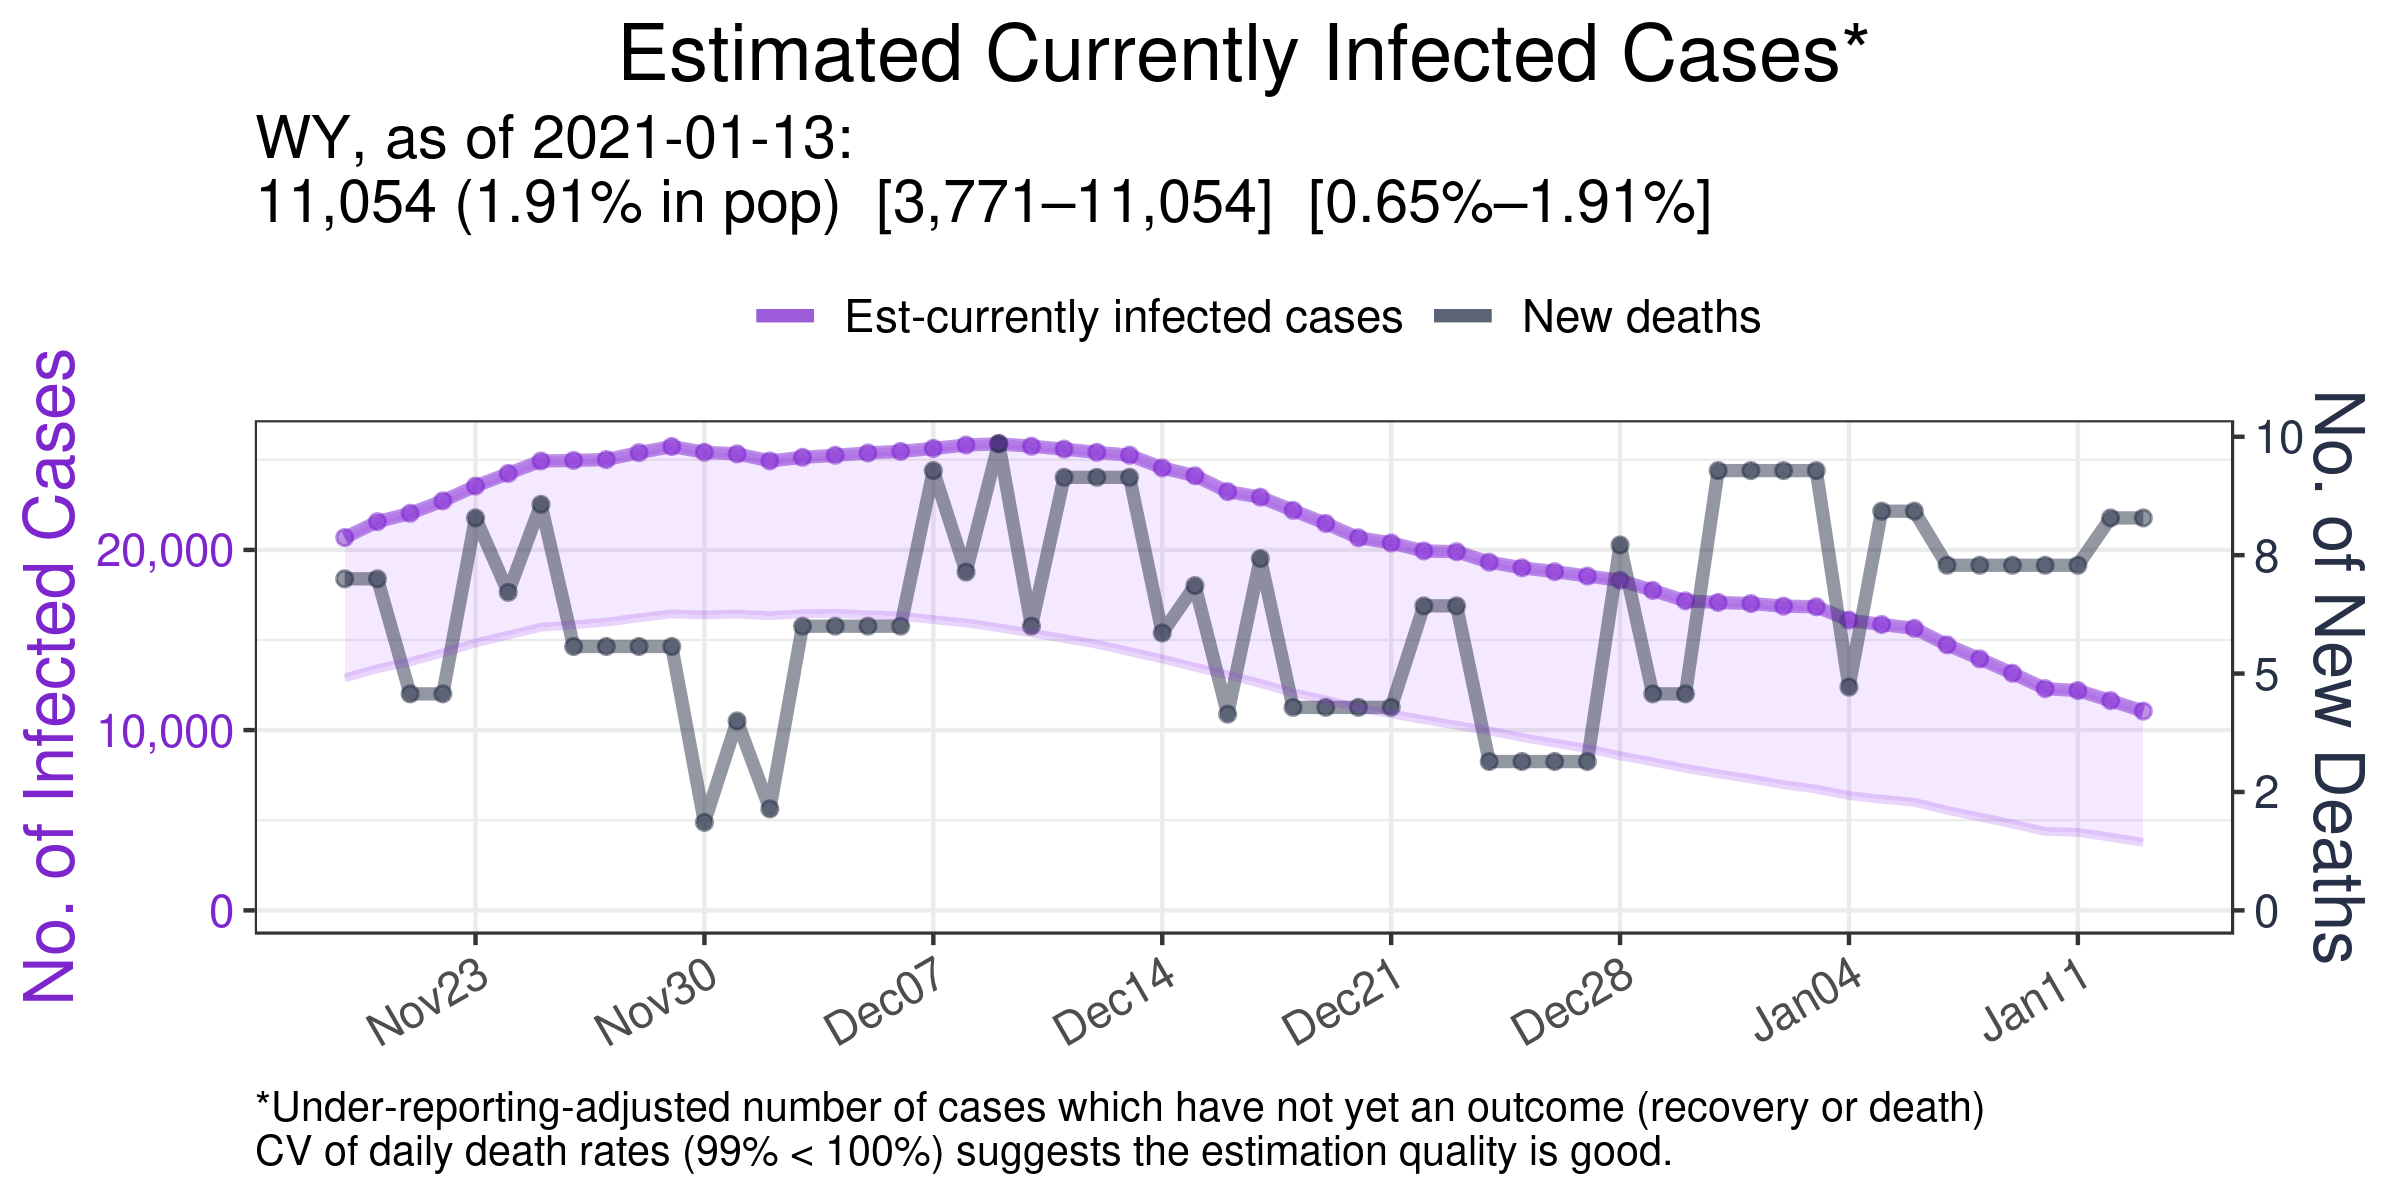 Estimated Currently Infected Cases*
WY, as of 2021-01-13:
11,054 (1.91% in pop)  [3,771–11,054]  [0.65%–1.91%]
Est-currently infected cases
New deaths
No. of Infected Cases
20,000
10,000
0
10
8
5
2
0
No. of New Deaths
Nov23
Nov30
Dec07
Dec14
Dec21
Dec28
Jan04
Jan11
*Under-reporting-adjusted number of cases which have not yet an outcome (recovery or death)
CV of daily death rates (99% < 100%) suggests the estimation quality is good.